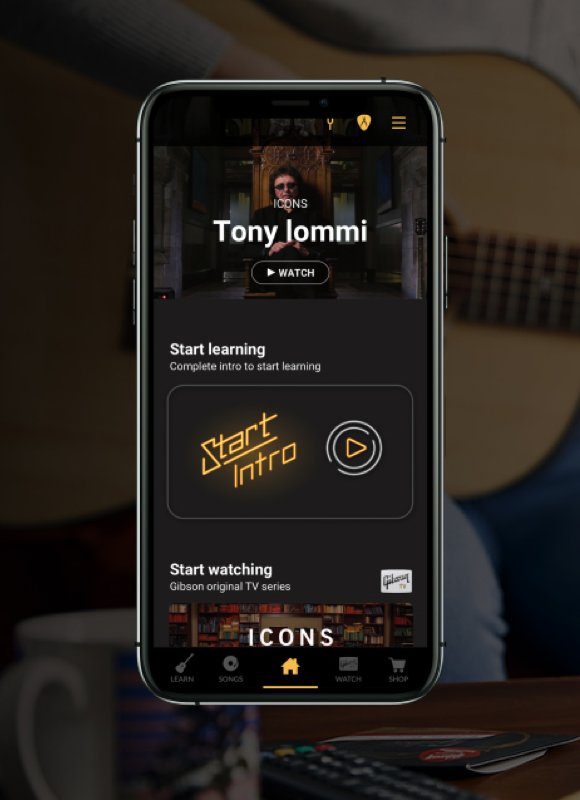 ICONS
Tony Iommi
WATCH
Start learning
Complete intro to start learning
Start
Intro
Start watching
Gibson original TV series
Gibson
TV
ICONS
LEARN
SONGS
WATCH
SHOP